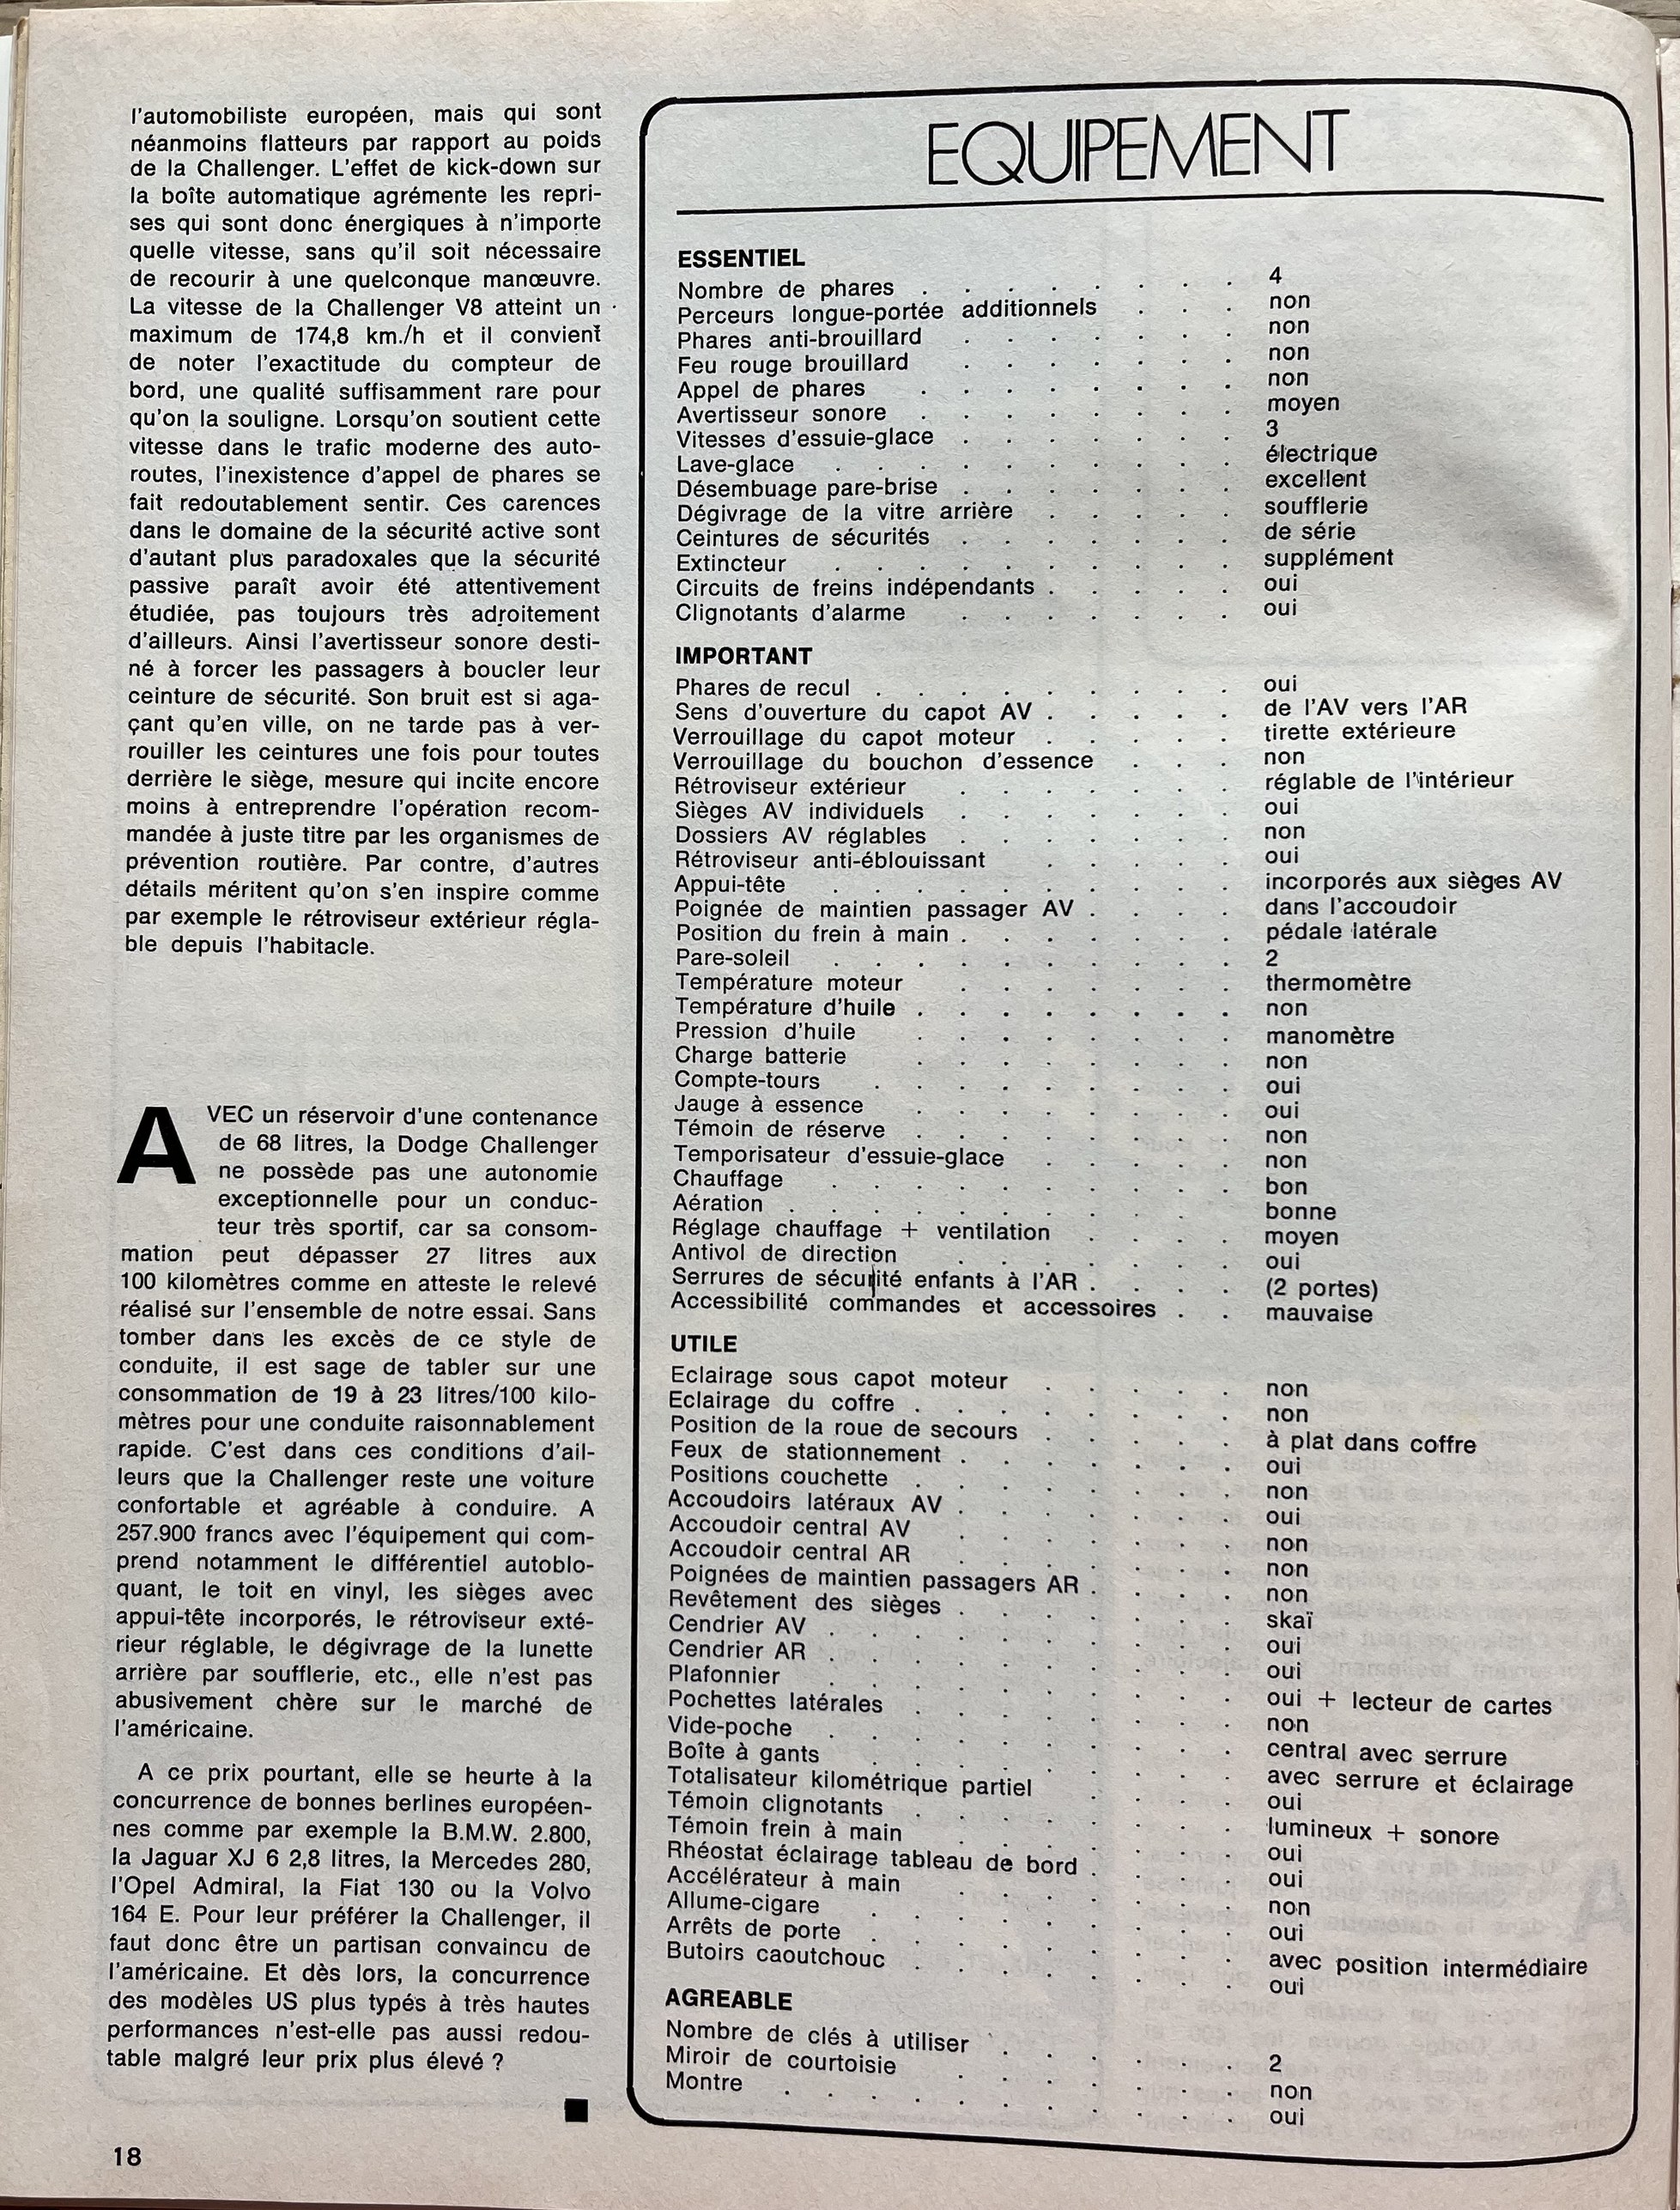 l'automobiliste européen, mais qui sont
néanmoins flatteurs par rapport au poids
de la Challenger. L'effet de kick-down sur
la boîte automatique agrémente les repri-
ses qui sont donc énergiques à n'importe
quelle vitesse, sans qu'il soit nécessaire
de recourir à une quelconque manœuvre.
La vitesse de la Challenger V8 atteint un
maximum de 174,8 km./h et il convient
de noter l'exactitude du compteur de
bord, une qualité suffisamment rare pour
qu'on la souligne. Lorsqu'on soutient cette
vitesse dans le trafic moderne des auto-
routes, l'inexistence d'appel de phares se
fait redoutablement sentir. Ces carences
dans le domaine de la sécurité active sont
d'autant plus paradoxales que la sécurité
passive paraît avoir été attentivement
étudiée, pas toujours très adroitement
d'ailleurs. Ainsi l'avertisseur sonore desti-
né à forcer les passagers à boucler leur
ceinture de sécurité. Son bruit est si aga-
çant qu'en ville, on ne tarde pas à ver-
rouiller les ceintures une fois pour toutes
derrière le siège, mesure qui incite encore
moins à entreprendre l'opération recom-
mandée à juste titre par les organismes de
prévention routière. Par contre, d'autres
détails méritent qu'on s'en inspire comme
par exemple le rétroviseur extérieur régla-
ble depuis l'habitacle.
AVEC un réservoir d'une contenance
de 68 litres, la Dodge Challenger
ne possède pas une autonomie
exceptionnelle pour un conduc-
teur très sportif, car sa consom-
mation peut dépasser 27 litres aux
100 kilomètres comme en atteste le relevé
réalisé sur l'ensemble de notre essai. Sans
tomber dans les excès de ce style de
conduite, il est sage de tabler sur une
consommation de 19 à 23 litres/100 kilo-
mètres pour une conduite raisonnablement
rapide. C'est dans ces conditions d'ail-
leurs que la Challenger reste une voiture
confortable et agréable à conduire. A
257.900 francs avec l'équipement qui com-
prend notamment le différentiel autoblo-
quant, le toit en vinyl, les sièges avec
appui-tête incorporés, le rétroviseur exté-
rieur réglable, le dégivrage de la lunette
arrière par soufflerie, etc., elle n'est pas
abusivement chère sur le marché de
l'américaine.
A ce prix pourtant, elle se heurte à la
concurrence de bonnes berlines européen-
nes comme par exemple la B.M.W. 2.800,
la Jaguar XJ 6 2,8 litres, la Mercedes 280,
l'Opel Admiral, la Fiat 130 ou la Volvo
164 E. Pour leur préférer la Challenger, il
faut donc être un partisan convaincu de
l'américaine. Et dès lors, la concurrence
des modèles US plus typés à très hautes
performances n'est-elle pas aussi redou-
table malgré leur prix plus élevé ?
18
EQUIPEMENT
ESSENTIEL
Nombre de phares . . . . . . . . 4
Perceurs longue-portée additionnels . . . non
Phares anti-brouillard . . . . . . . non
Feu rouge brouillard . . . . . . . non
Appel de phares . . . . . . . . non
Avertisseur sonore . . . . . . . . moyen
Vitesses d'essuie-glace . . . . . . . 3
Lave-glace . . . . . . . . . . électrique
Désembuage pare-brise . . . . . . . excellent
Dégivrage de la vitre arrière . . . . . soufflerie
Ceintures de sécurités . . . . . . . de série
Extincteur . . . . . . . . . . supplément
Circuits de freins indépendants . . . . . oui
Clignotants d'alarme . . . . . . . oui
IMPORTANT
Phares de recul . . . . . . . . . oui
Sens d'ouverture du capot AV . . . . . de l'AV vers l'AR
Verrouillage du capot moteur . . . . . tirette extérieure
Verrouillage du bouchon d'essence . . . non
Rétroviseur extérieur . . . . . . . réglable de l'intérieur
Sièges AV individuels . . . . . . . oui
Dossiers AV réglables . . . . . . . non
Rétroviseur anti-éblouissant . . . . . oui
Appui-tête . . . . . . . . . . incorporés aux sièges AV
Poignée de maintien passager AV . . . . dans l'accoudoir
Position du frein à main . . . . . . . pédale latérale
Pare-soleil . . . . . . . . . . 2
Température moteur . . . . . . . thermomètre
Température d'huile . . . . . . . . non
Pression d'huile . . . . . . . . manomètre
Charge batterie . . . . . . . . non
Compte-tours . . . . . . . . . oui
Jauge à essence . . . . . . . . oui
Témoin de réserve . . . . . . . . non
Temporisateur d'essuie-glace . . . . . non
Chauffage . . . . . . . . . . bon
Aération . . . . . . . . . . bonne
Réglage chauffage + ventilation . . . . moyen
Antivol de direction . . . . . . . oui
Serrures de sécurité enfants à l'AR . . . . (2 portes)
Accessibilité commandes et accessoires . . mauvaise
UTILE
Eclairage sous capot moteur . . . . . non
Eclairage du coffre . . . . . . . . non
Position de la roue de secours . . . . . à plat dans coffre
Feux de stationnement . . . . . . . oui
Positions couchette . . . . . . . . non
Accoudoirs latéraux AV . . . . . . . oui
Accoudoir central AV . . . . . . . non
Accoudoir central AR . . . . . . . non
Poignées de maintien passagers AR . . . . non
Revêtement des sièges . . . . . . . skaï
Cendrier AV . . . . . . . . . . oui
Cendrier AR . . . . . . . . . . oui
Plafonnier . . . . . . . . . . oui + lecteur de cartes
Pochettes latérales . . . . . . . . non
Vide-poche . . . . . . . . . . central avec serrure
Boîte à gants . . . . . . . . . avec serrure et éclairage
Totalisateur kilométrique partiel . . . . oui
Témoin clignotants . . . . . . . . lumineux + sonore
Témoin frein à main . . . . . . . oui
Rhéostat éclairage tableau de bord . . . . oui
Accélérateur à main . . . . . . . non
Allume-cigare . . . . . . . . . oui
Arrêts de porte . . . . . . . . avec position intermédiaire
Butoirs caoutchouc . . . . . . . . oui
AGREABLE
Nombre de clés à utiliser . . . . . . 2
Miroir de courtoisie . . . . . . . non
Montre . . . . . . . . . . . oui